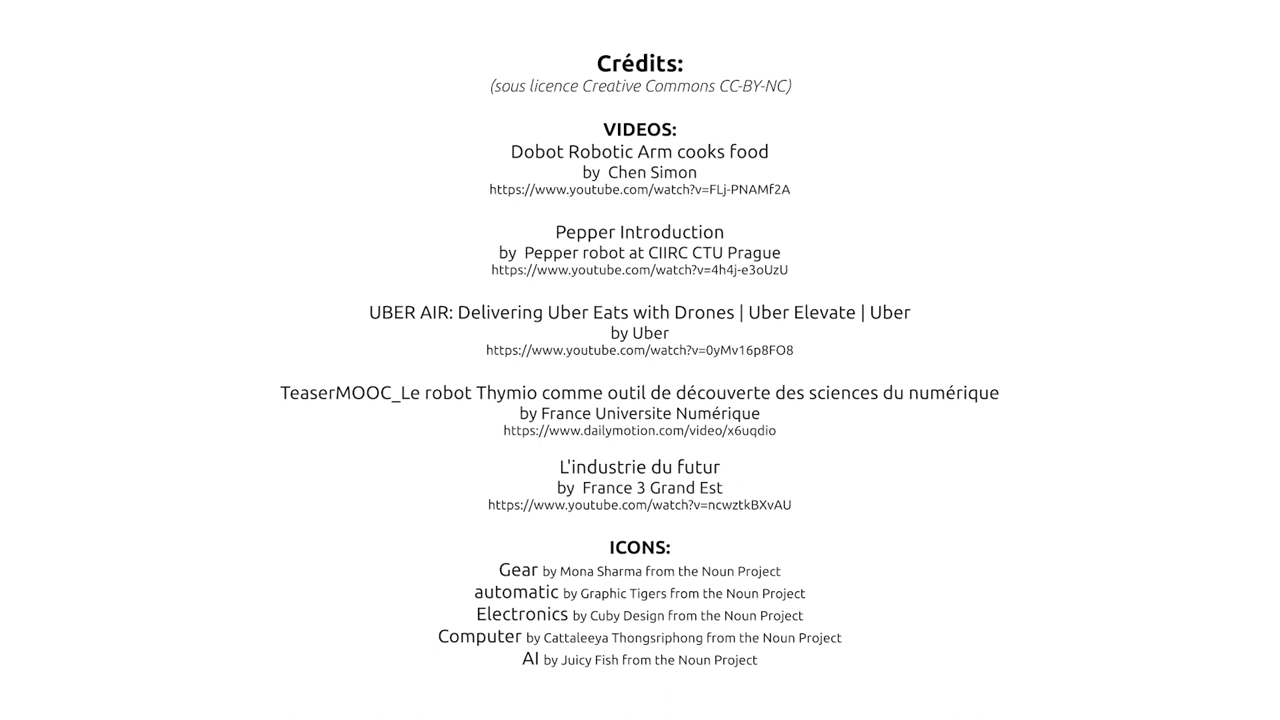 Crédits:
(sous licence Creative Commons CC-BY-NC)
VIDEOS:
Dobot Robotic Arm cooks food
by Chen Simon
https://www.youtube.com/watch?v=FLj-PNAMf2A
Pepper Introduction
by Pepper robot at CIIRC CTU Prague
https://www.youtube.com/watch?v=4h4j-e3oUzU
UBER AIR: Delivering Uber Eats with Drones | Uber Elevate | Uber
by Uber
https://www.youtube.com/watch?v=0yMv16p8FO8
TeaserMOOC_Le robot Thymio comme outil de découverte des sciences du numérique
by France Universite Numérique
https://www.dailymotion.com/video/x6uqdio
L'industrie du futur
by France 3 Grand Est
https://www.youtube.com/watch?v=ncwztkBXvAU
ICONS:
Gear by Mona Sharma from the Noun Project
automatic by Graphic Tigers from the Noun Project
Electronics by Cuby Design from the Noun Project
Computer by Cattaleeya Thongsriphong from the Noun Project
AI by Juicy Fish from the Noun Project